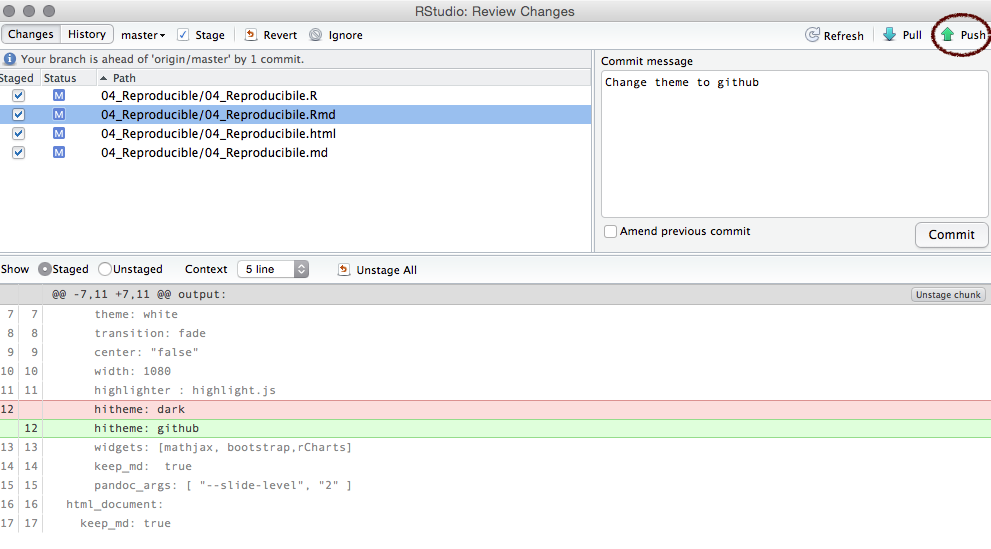 RStudio: Review Changes
Changes History master Stage Revert Ignore Refresh Pull Push
Your branch is ahead of 'origin/master' by 1 commit.
Staged Status Path
M 04_Reproducible/04_Reproducibile.R
M 04_Reproducible/04_Reproducibile.Rmd
M 04_Reproducible/04_Reproducibile.html
M 04_Reproducible/04_Reproducibile.md
Commit message
Change theme to github
Amend previous commit
Commit
Show Staged Unstaged Context 5 line Unstage All
@@ -7,11 +7,11 @@ output: Unstage chunk
7 7 theme: white
8 8 transition: fade
9 9 center: "false"
10 10 width: 1080
11 11 highlighter : highlight.js
12 hitheme: dark
12 hitheme: github
13 13 widgets: [mathjax, bootstrap,rCharts]
14 14 keep_md:  true
15 15 pandoc_args: [ "--slide-level", "2" ]
16 16 html_document:
17 17 keep_md: true